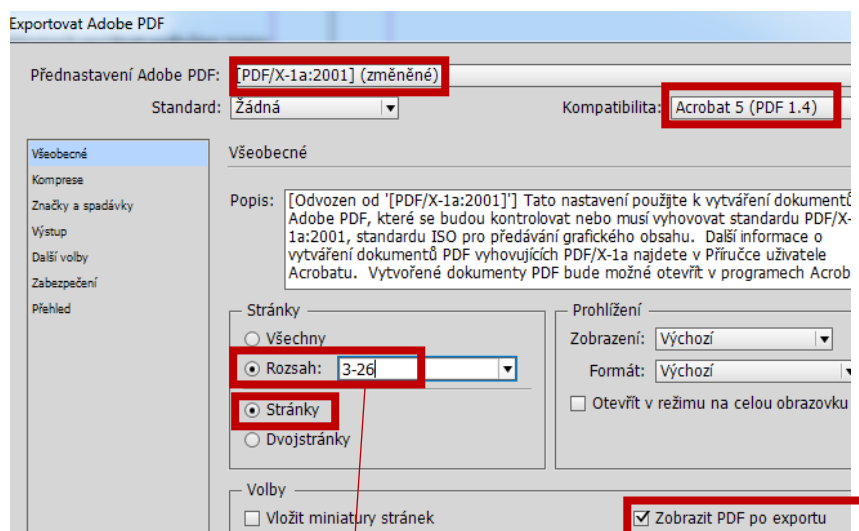 Exportovat Adobe PDF
Přednastavení Adobe PDF: [PDF/X-1a:2001] (změněné)
Standard: Žádná Kompatibilita: Acrobat 5 (PDF 1.4)
Všeobecné
Komprese
Značky a spadávky
Výstup
Další volby
Zabezpečení
Přehled
Všeobecné
Popis: [Odvozen od '[PDF/X-1a:2001]'] Tato nastavení použijte k vytváření dokumentů
Adobe PDF, které se budou kontrolovat nebo musí vyhovovat standardu PDF/X-
1a:2001, standardu ISO pro předávání grafického obsahu. Další informace o
vytváření dokumentů PDF vyhovujících PDF/X-1a najdete v Příručce uživatele
Acrobatu. Vytvořené dokumenty PDF bude možné otevřít v programech Acrob
Stránky
Všechny
Rozsah: 3-26
Stránky
Dvojstránky
Prohlížení
Zobrazení: Výchozí
Formát: Výchozí
Otevřít v režimu na celou obrazovku
Volby
Vložit miniatury stránek
Zobrazit PDF po exportu